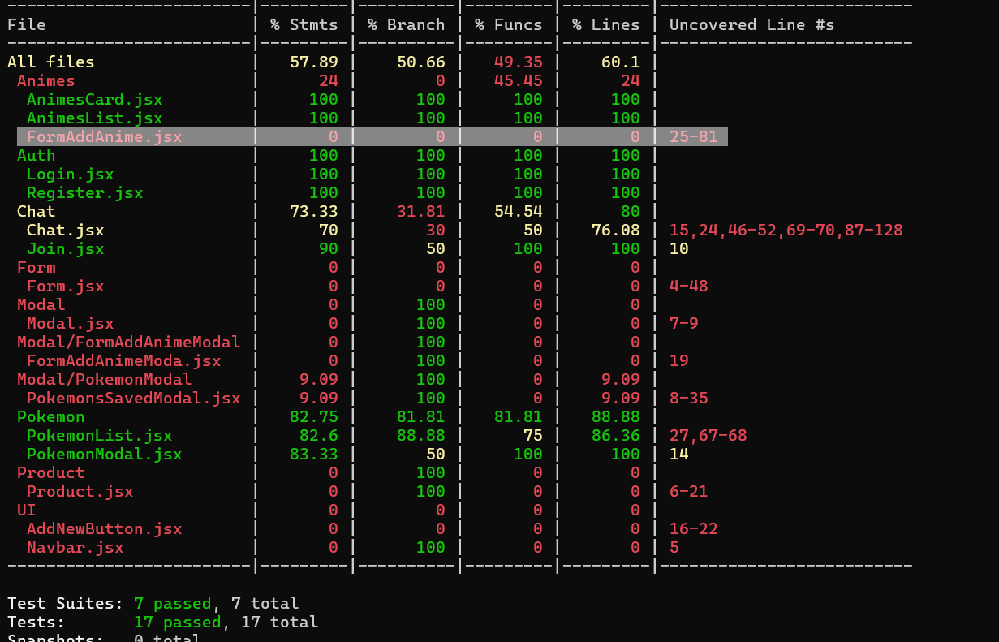 File | % Stmts | % Branch | % Funcs | % Lines | Uncovered Line #s
All files | 57.89 | 50.66 | 49.35 | 60.1 |
Animes | 24 | 0 | 45.45 | 24 |
AnimesCard.jsx | 100 | 100 | 100 | 100 |
AnimesList.jsx | 100 | 100 | 100 | 100 |
FormAddAnime.jsx | 0 | 0 | 0 | 0 | 25-81
Auth | 100 | 100 | 100 | 100 |
Login.jsx | 100 | 100 | 100 | 100 |
Register.jsx | 100 | 100 | 100 | 100 |
Chat | 73.33 | 31.81 | 54.54 | 80 |
Chat.jsx | 70 | 30 | 50 | 76.08 | 15,24,46-52,69-70,87-128
Join.jsx | 90 | 50 | 100 | 100 | 10
Form | 0 | 0 | 0 | 0 |
Form.jsx | 0 | 0 | 0 | 0 | 4-48
Modal | 0 | 100 | 0 | 0 |
Modal.jsx | 0 | 100 | 0 | 0 | 7-9
Modal/FormAddAnimeModal | 0 | 100 | 0 | 0 |
FormAddAnimeModa.jsx | 0 | 100 | 0 | 0 | 19
Modal/PokemonModal | 9.09 | 100 | 0 | 9.09 |
PokemonsSavedModal.jsx | 9.09 | 100 | 0 | 9.09 | 8-35
Pokemon | 82.75 | 81.81 | 81.81 | 88.88 |
PokemonList.jsx | 82.6 | 88.88 | 75 | 86.36 | 27,67-68
PokemonModal.jsx | 83.33 | 50 | 100 | 100 | 14
Product | 0 | 100 | 0 | 0 |
Product.jsx | 0 | 100 | 0 | 0 | 6-21
UI | 0 | 0 | 0 | 0 |
AddNewButton.jsx | 0 | 0 | 0 | 0 | 16-22
Navbar.jsx | 0 | 100 | 0 | 0 | 5
Test Suites: 7 passed, 7 total
Tests: 17 passed, 17 total
Snapshots: 0 total